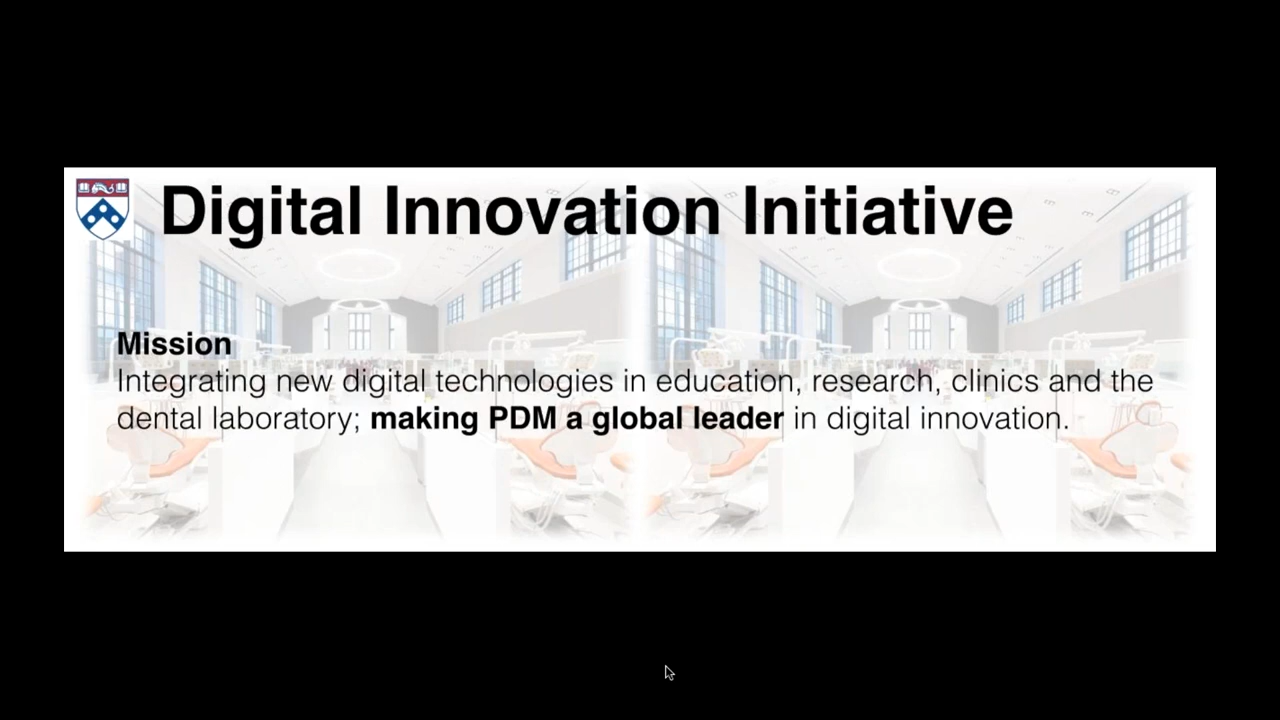 Digital Innovation Initiative
Mission
Integrating new digital technologies in education, research, clinics and the
dental laboratory; making PDM a global leader in digital innovation.